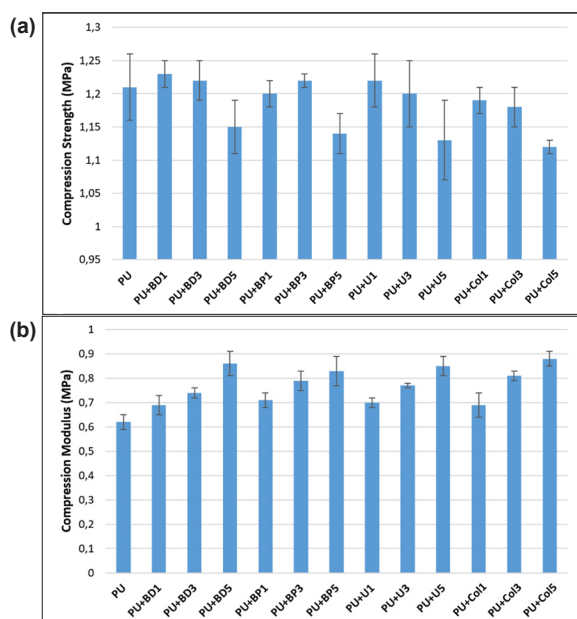 (a)
Compression Strength (MPa)
1,3
1,25
1,2
1,15
1,1
1,05
1
0,95
PU
PU+BD1
PU+BD3
PU+BD5
PU+BP1
PU+BP3
PU+BP5
PU+U1
PU+U3
PU+U5
PU+Col1
PU+Col3
PU+Col5
(b)
Compression Modulus (MPa)
1
0,9
0,8
0,7
0,6
0,5
0,4
0,3
0,2
0,1
0
PU
PU+BD1
PU+BD3
PU+BD5
PU+BP1
PU+BP3
PU+BP5
PU+U1
PU+U3
PU+U5
PU+Col1
PU+Col3
PU+Col5